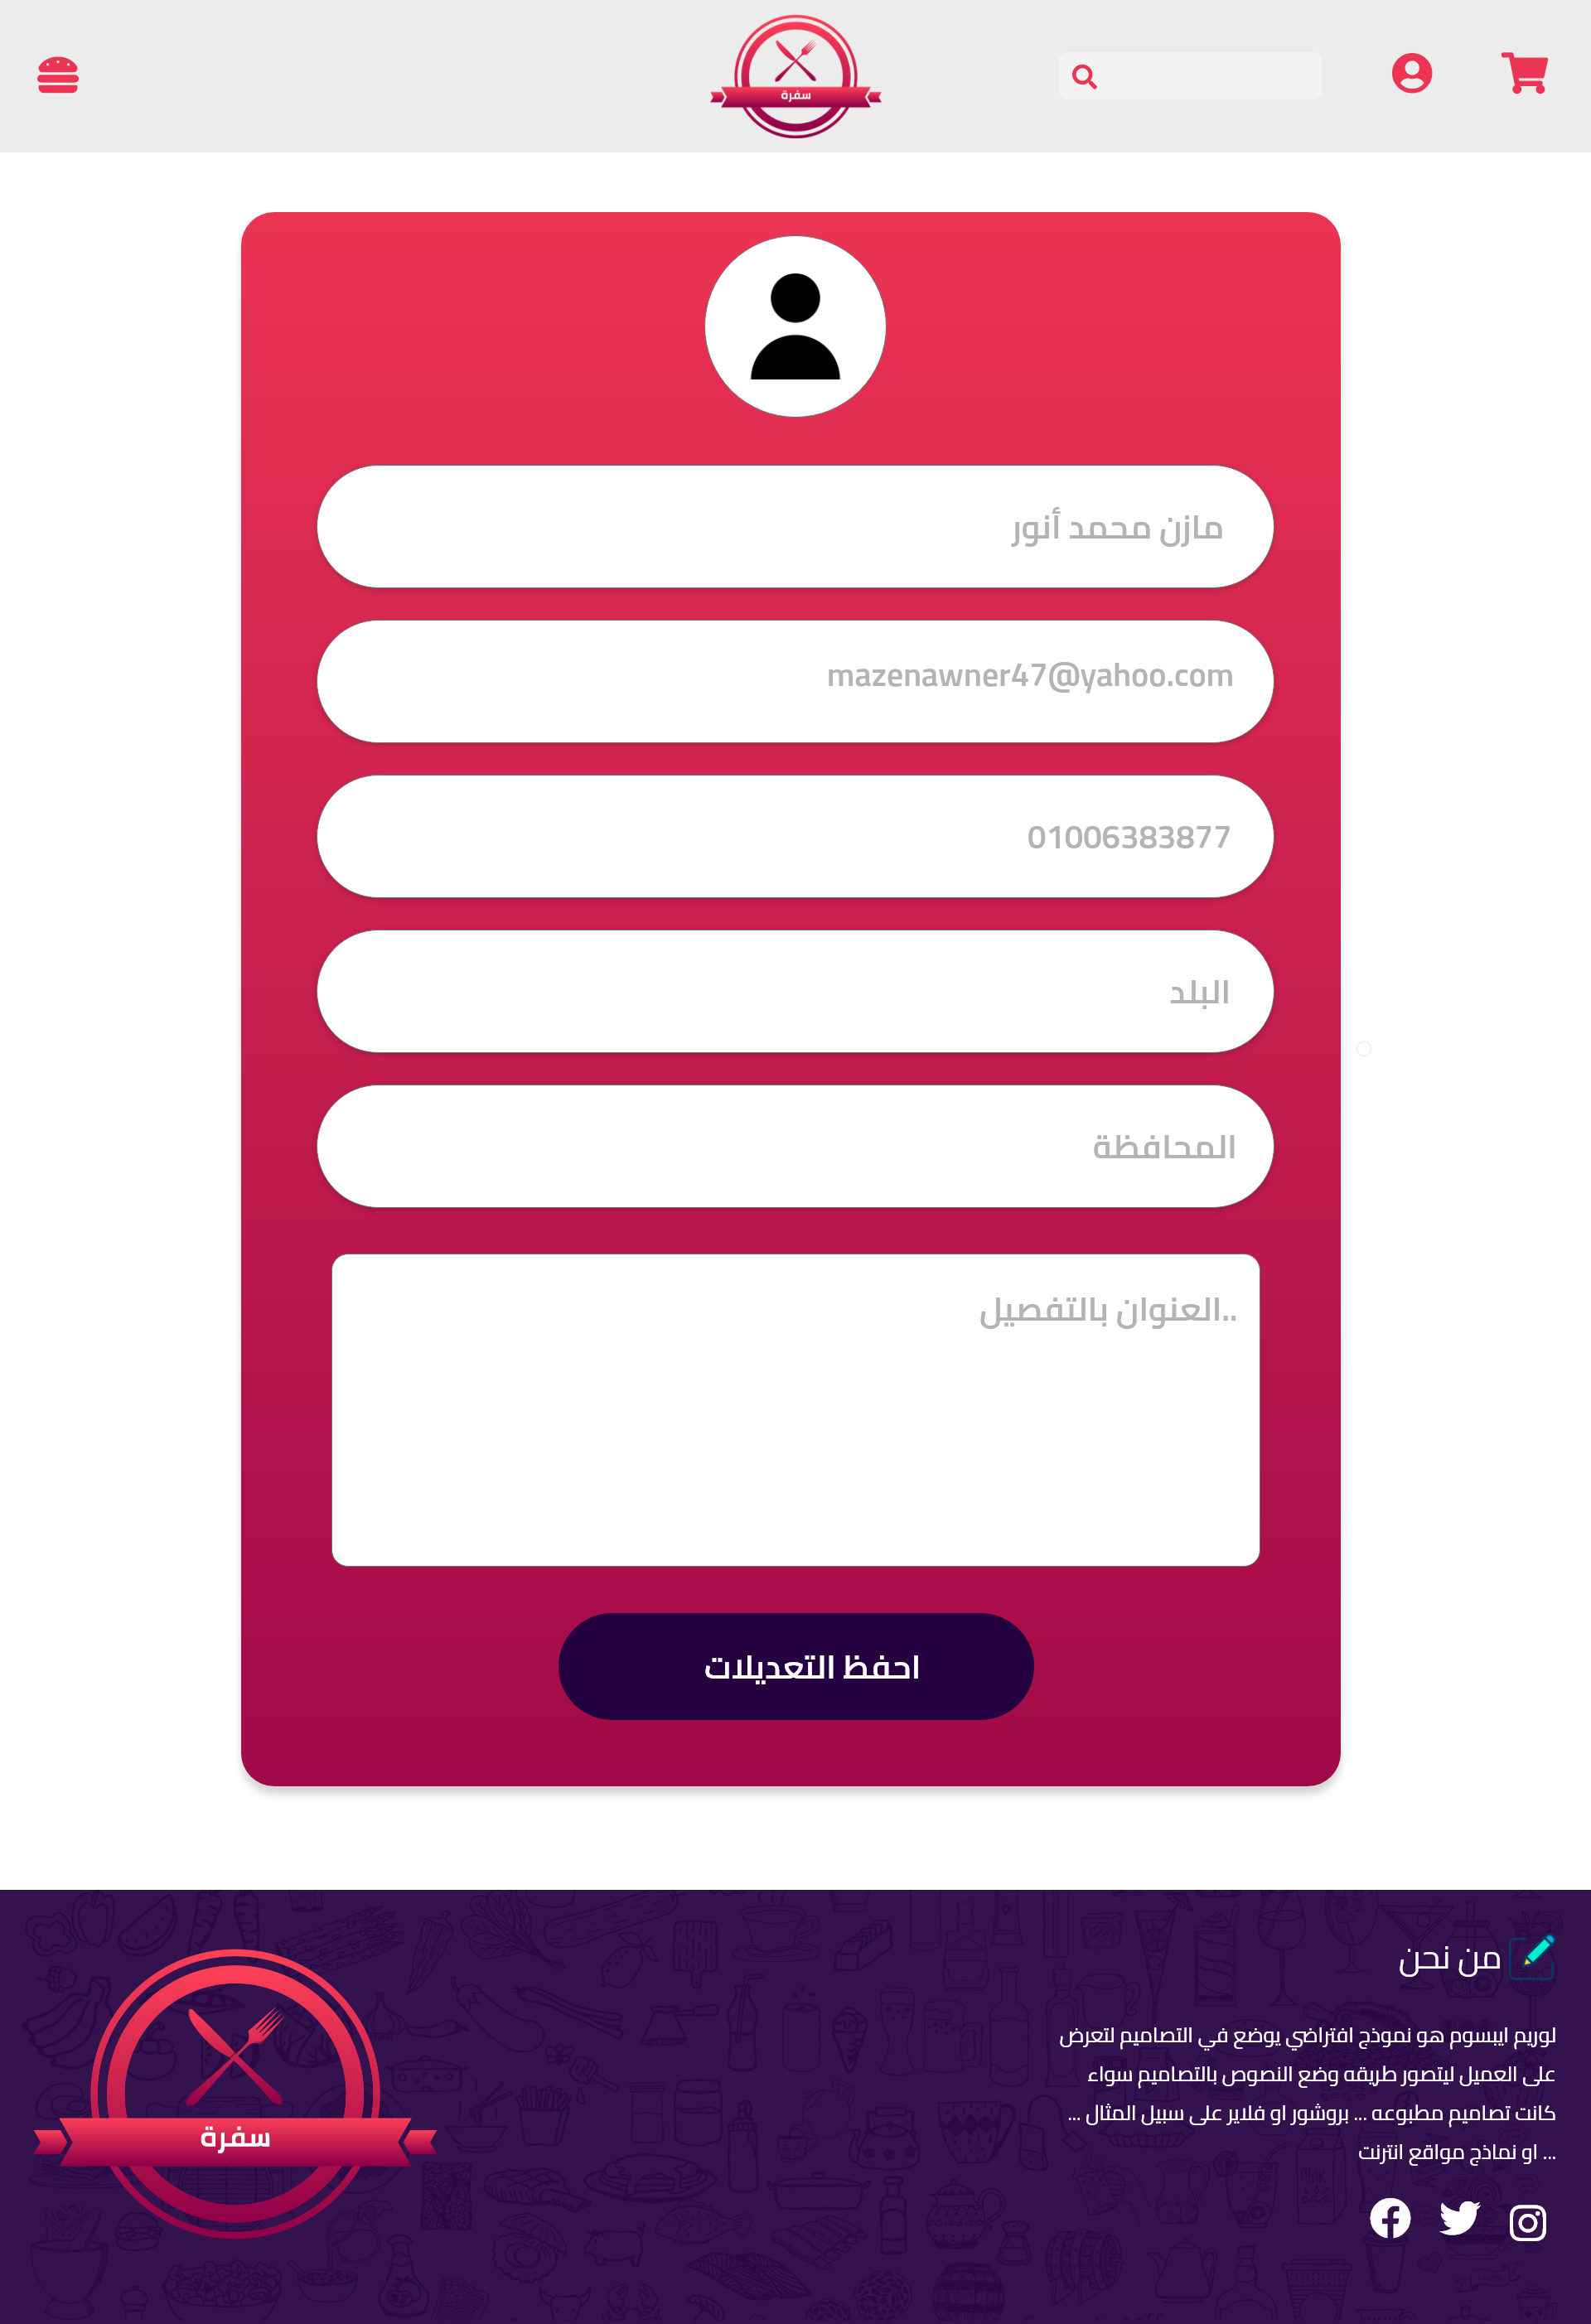 سفرة
مازن محمد أنور
mazenawner47@yahoo.com
01006383877
البلد
المحافظة
..العنوان بالتفصيل
احفظ التعديلات
من نحن
لوريم ايبسوم هو نموذج افتراضي يوضع في التصاميم لتعرض
على العميل ليتصور طريقه وضع النصوص بالتصاميم سواء
كانت تصاميم مطبوعه ... بروشور او فلاير على سبيل المثال ...
... او نماذج مواقع انترنت
سفرة